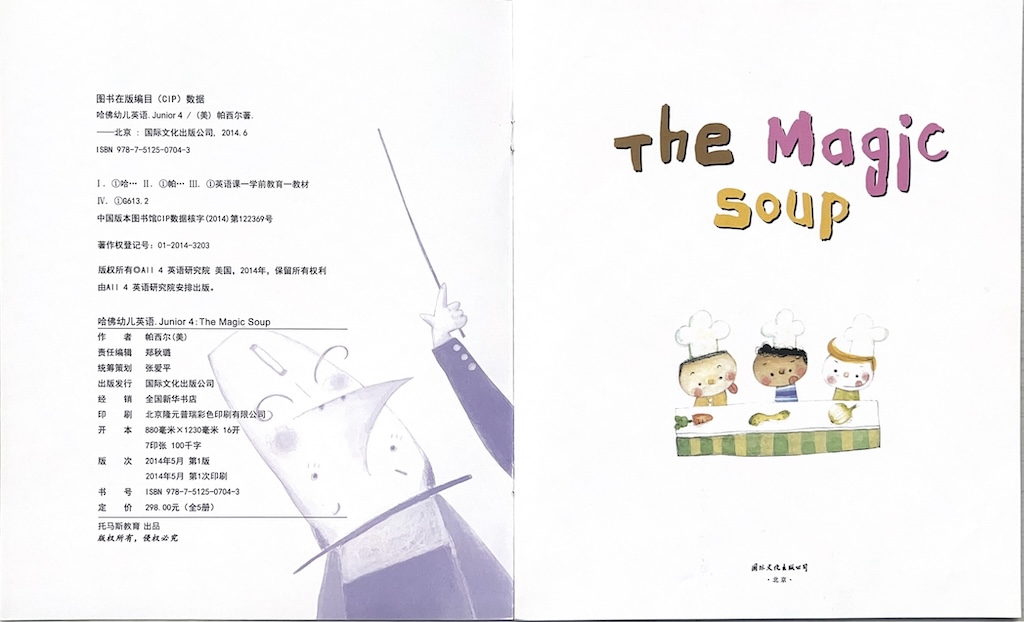 图书在版编目（CIP）数据
哈佛幼儿英语.Junior 4 / (美) 帕西尔著.
——北京 : 国际文化出版公司, 2014.6
ISBN 978-7-5125-0704-3
Ⅰ. ①哈… Ⅱ. ①帕… Ⅲ. ①英语课—学前教育—教材
Ⅳ. ①G613.2
中国版本图书馆CIP数据核字(2014)第122369号
著作权登记号: 01-2014-3203
版权所有◎All 4 英语研究院 美国, 2014年, 保留所有权利
由All 4 英语研究院安排出版。
哈佛幼儿英语.Junior 4:The Magic Soup
作 者 帕西尔(美)
责任编辑 郑秋璐
统筹策划 张爱平
出版发行 国际文化出版公司
经 销 全国新华书店
印 刷 北京隆元普瑞彩色印刷有限公司
开 本 880毫米×1230毫米 16开
7印张 100千字
版 次 2014年5月 第1版
2014年5月 第1次印刷
书 号 ISBN 978-7-5125-0704-3
定 价 298.00元 (全5册)
托马斯教育 出品
版权所有, 侵权必究
The Magic
Soup
国际文化出版公司
·北京·